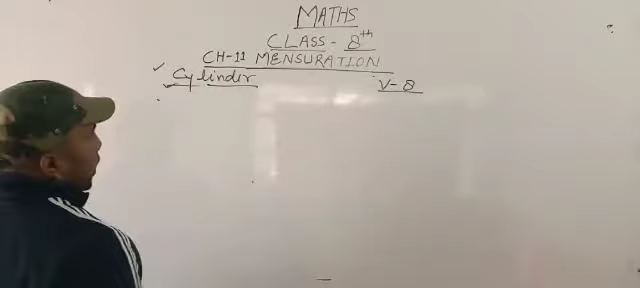 MATHS
CLASS - 8th
CH-11 MENSURATION
Cylinder V-8